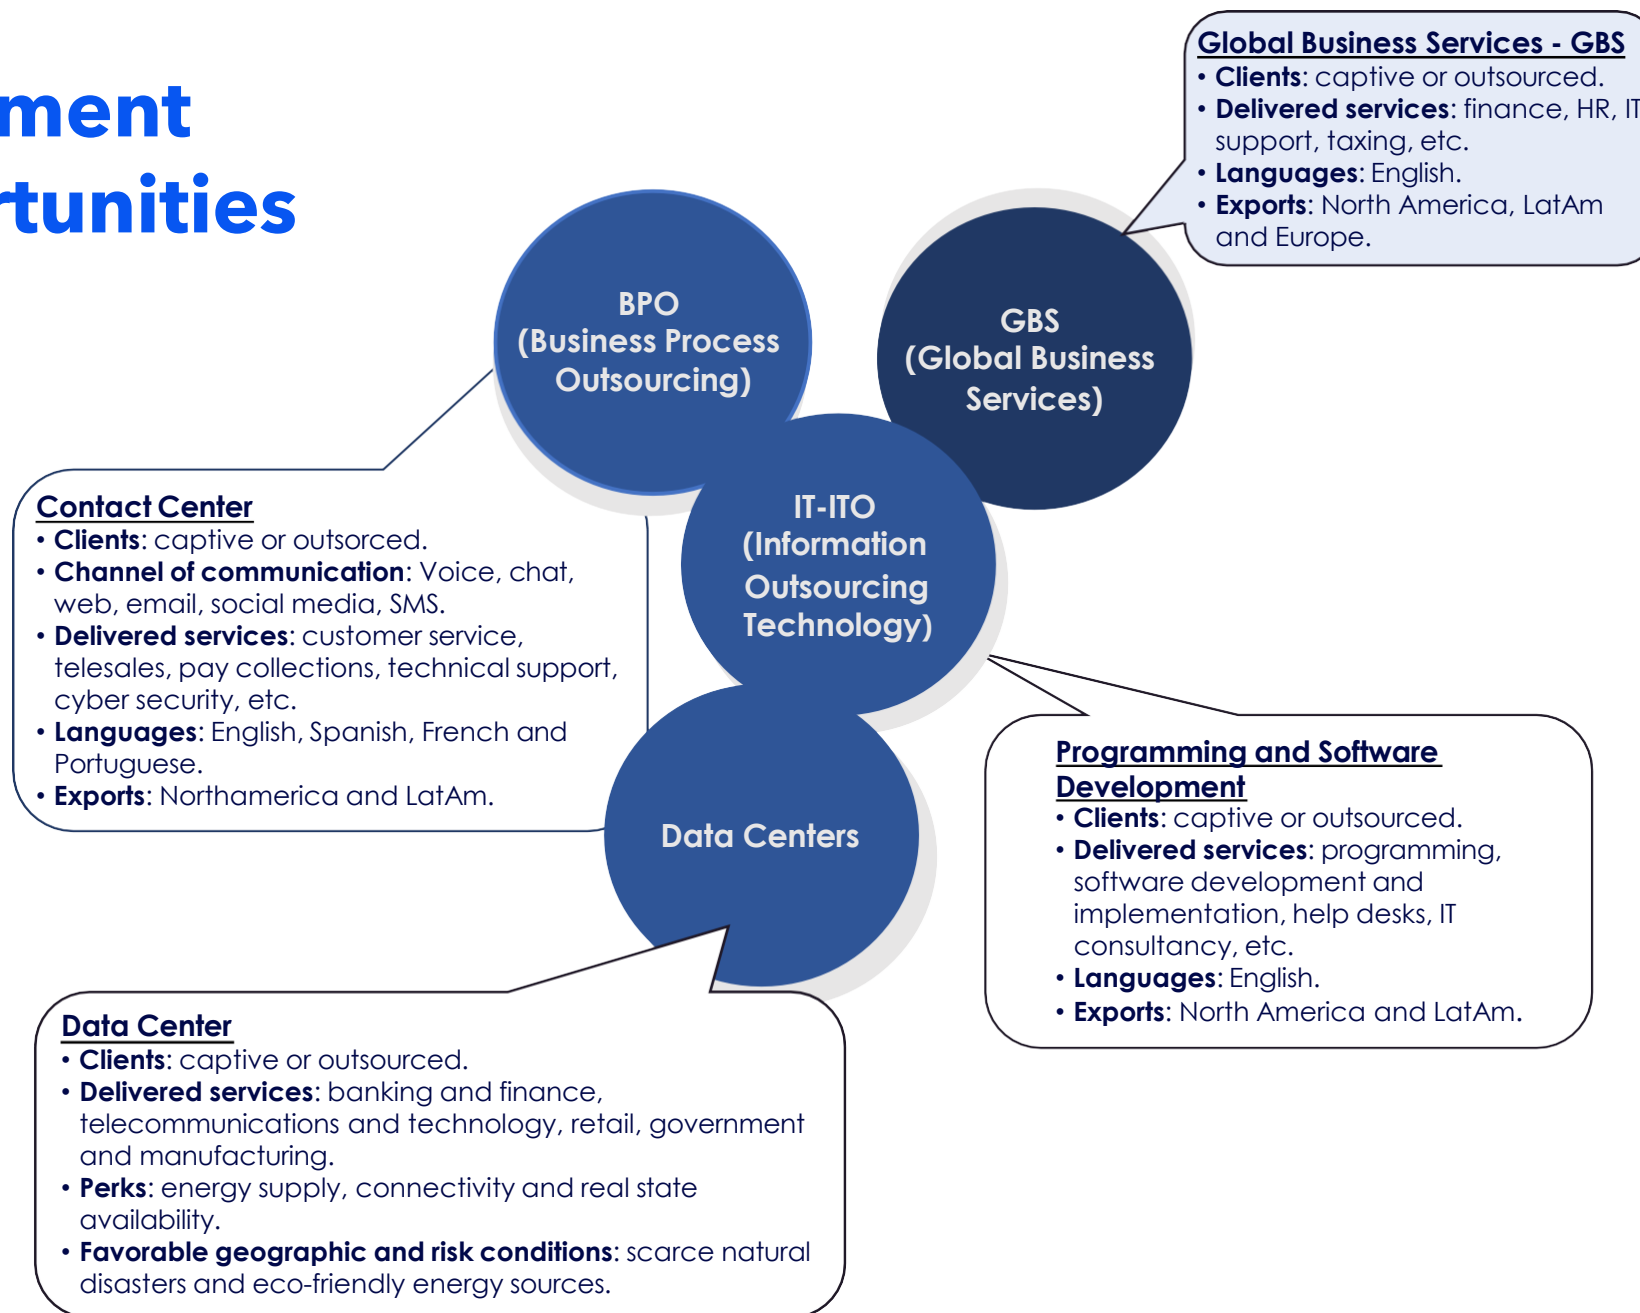 ment
rtunities
Global Business Services - GBS
• Clients: captive or outsourced.
• Delivered services: finance, HR, IT
support, taxing, etc.
• Languages: English.
• Exports: North America, LatAm
and Europe.
BPO
(Business Process
Outsourcing)
GBS
(Global Business
Services)
IT-ITO
(Information
Outsourcing
Technology)
Data Centers
Contact Center
• Clients: captive or outsorced.
• Channel of communication: Voice, chat,
web, email, social media, SMS.
• Delivered services: customer service,
telesales, pay collections, technical support,
cyber security, etc.
• Languages: English, Spanish, French and
Portuguese.
• Exports: Northamerica and LatAm.
Programming and Software
Development
• Clients: captive or outsourced.
• Delivered services: programming,
software development and
implementation, help desks, IT
consultancy, etc.
• Languages: English.
• Exports: North America and LatAm.
Data Center
• Clients: captive or outsourced.
• Delivered services: banking and finance,
telecommunications and technology, retail, government
and manufacturing.
• Perks: energy supply, connectivity and real state
availability.
• Favorable geographic and risk conditions: scarce natural
disasters and eco-friendly energy sources.